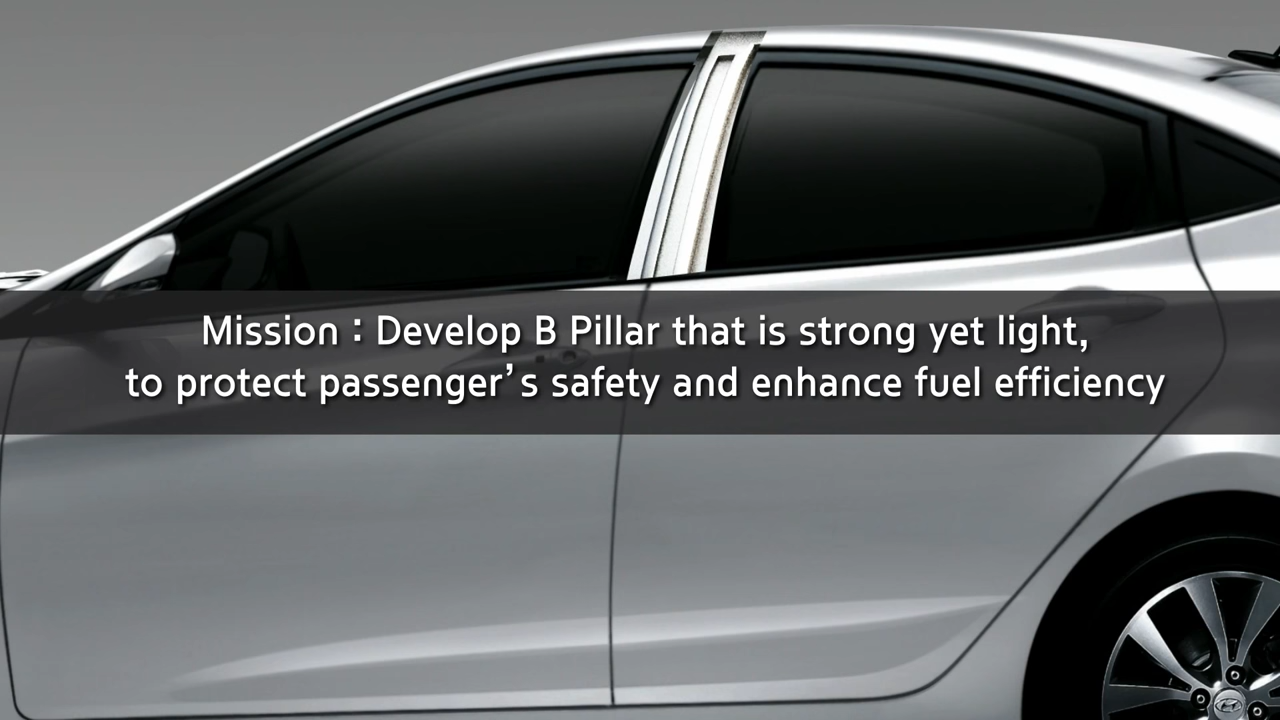 Mission : Develop B Pillar that is strong yet light,
to protect passenger's safety and enhance fuel efficiency